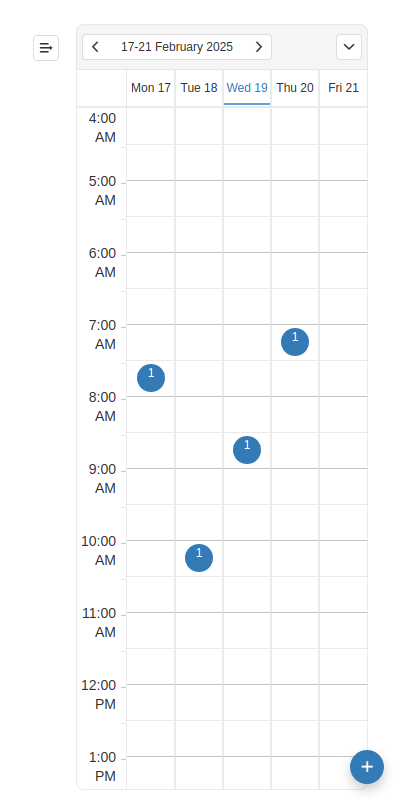 17-21 February 2025
Mon 17 Tue 18 Wed 19 Thu 20 Fri 21
4:00
AM
5:00
AM
6:00
AM
7:00
AM
1
1
8:00
AM
1
9:00
AM
10:00
AM
1
11:00
AM
12:00
PM
1:00
PM
+